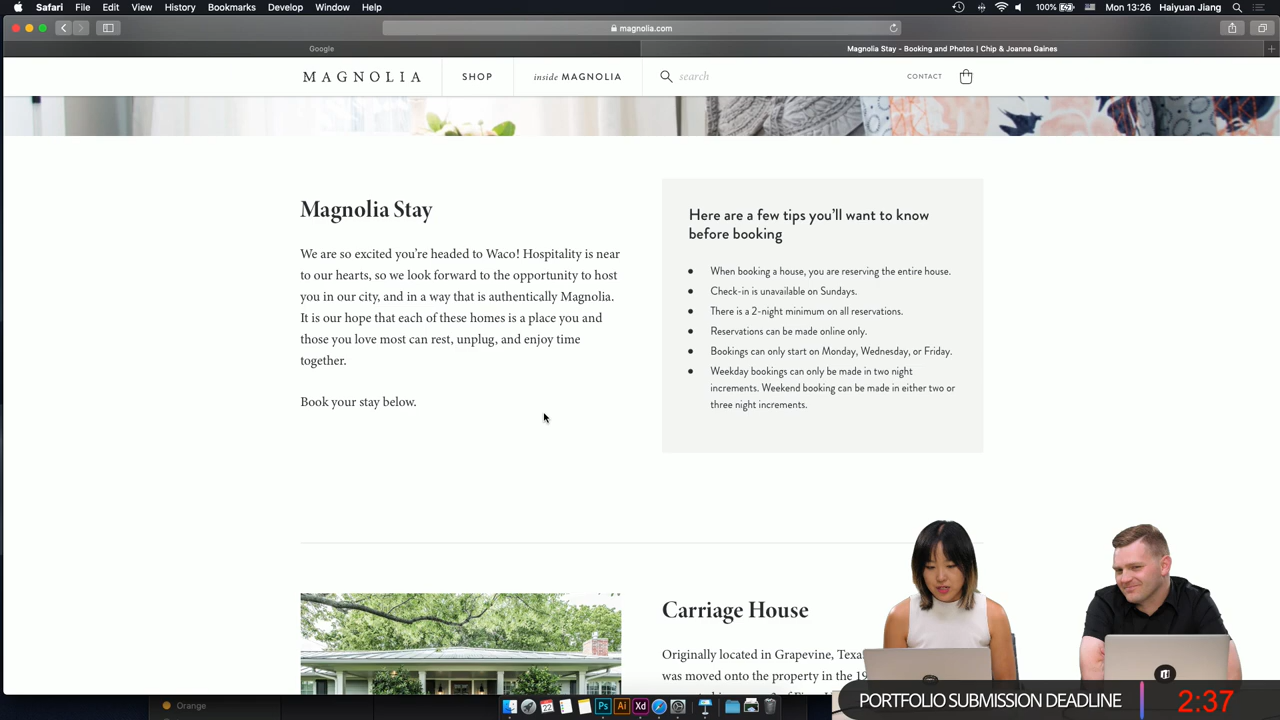 Safari File Edit View History Bookmarks Develop Window Help 100% Mon 13:26 Haiyuan Jiang
magnolia.com
Google Magnolia Stay - Booking and Photos | Chip & Joanna Gaines
MAGNOLIA SHOP inside MAGNOLIA search CONTACT
Magnolia Stay
We are so excited you're headed to Waco! Hospitality is near
to our hearts, so we look forward to the opportunity to host
you in our city, and in a way that is authentically Magnolia.
It is our hope that each of these homes is a place you and
those you love most can rest, unplug, and enjoy time
together.
Book your stay below.
Here are a few tips you'll want to know
before booking
When booking a house, you are reserving the entire house.
Check-in is unavailable on Sundays.
There is a 2-night minimum on all reservations.
Reservations can be made online only.
Bookings can only start on Monday, Wednesday, or Friday.
Weekday bookings can only be made in two night
increments. Weekend booking can be made in either two or
three night increments.
Carriage House
Originally located in Grapevine, Texa
was moved onto the property in the 19
Orange
Ps Ai Xd
PORTFOLIO SUBMISSION DEADLINE 2:37